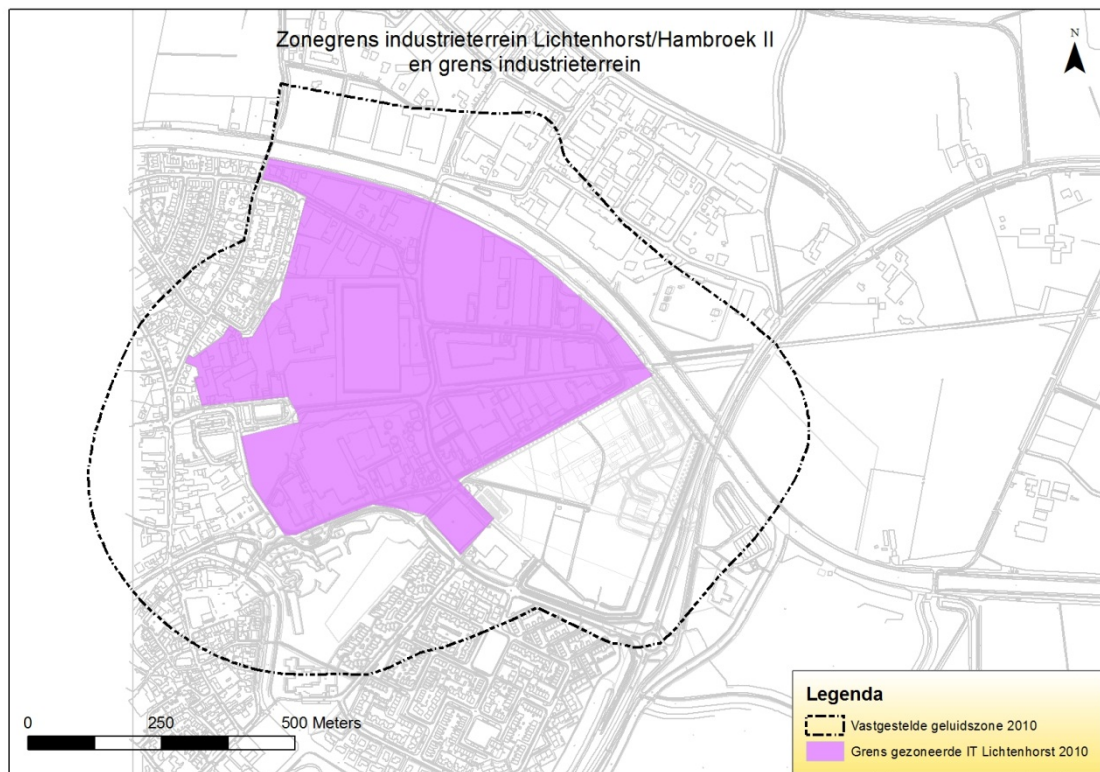 Zonegrens industrieterrein Lichtenhorst/Hambroek II
en grens industrieterrein
N
Legenda
Vastgestelde geluidszone 2010
Grens gezoneerde IT Lichtenhorst 2010
0 250 500 Meters